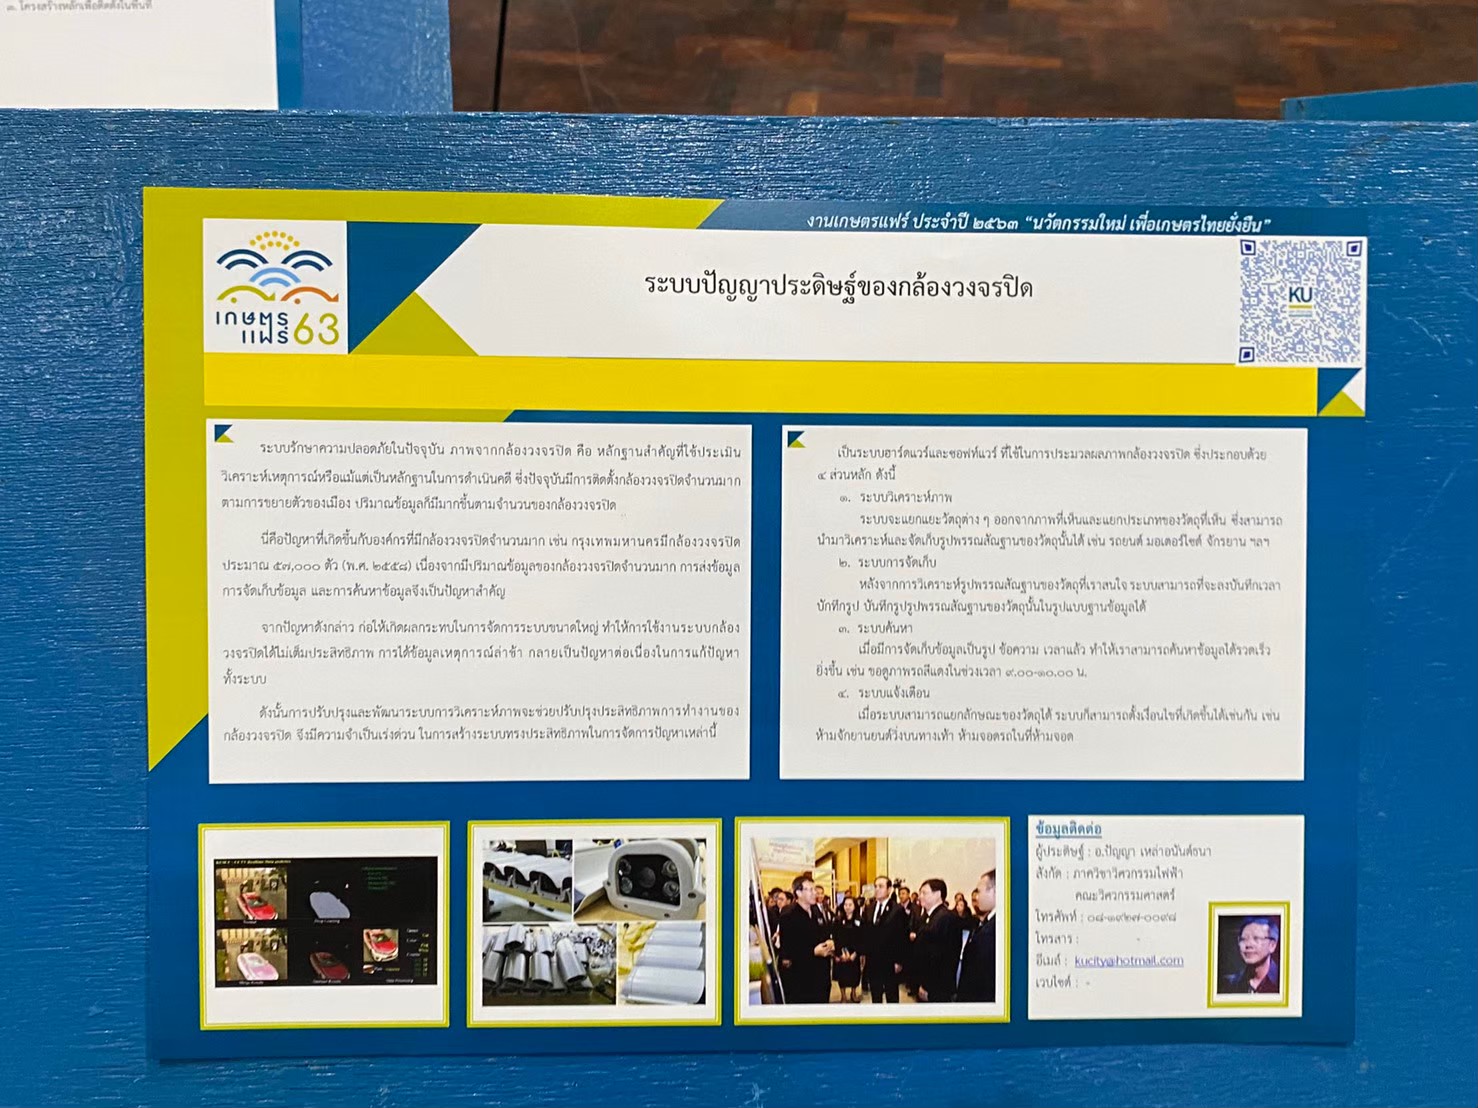 ๓. โครงสร้างหลักเพื่อติดตั้งในพื้นที่
งานเกษตรแฟร์ ประจำปี ๒๕๖๓ “นวัตกรรมใหม่ เพื่อเกษตรไทยยั่งยืน”
เกษตร
แฟร์ 63
ระบบปัญญาประดิษฐ์ของกล้องวงจรปิด
KU
ระบบรักษาความปลอดภัยในปัจจุบัน ภาพจากกล้องวงจรปิด คือ หลักฐานสำคัญที่ใช้ประเมิน
วิเคราะห์เหตุการณ์หรือแม้แต่เป็นหลักฐานในการดำเนินคดี ซึ่งปัจจุบันมีการติดตั้งกล้องวงจรปิดจำนวนมาก
ตามการขยายตัวของเมือง ปริมาณข้อมูลก็มีมากขึ้นตามจำนวนของกล้องวงจรปิด
นี่คือปัญหาที่เกิดขึ้นกับองค์กรที่มีกล้องวงจรปิดจำนวนมาก เช่น กรุงเทพมหานครมีกล้องวงจรปิด
ประมาณ ๕๗,๐๐๐ ตัว (พ.ศ. ๒๕๕๘) เนื่องจากมีปริมาณข้อมูลของกล้องวงจรปิดจำนวนมาก การส่งข้อมูล
การจัดเก็บข้อมูล และการค้นหาข้อมูลจึงเป็นปัญหาสำคัญ
จากปัญหาดังกล่าว ก่อให้เกิดผลกระทบในการจัดการระบบขนาดใหญ่ ทำให้การใช้งานระบบกล้อง
วงจรปิดได้ไม่เต็มประสิทธิภาพ การได้ข้อมูลเหตุการณ์ล่าช้า กลายเป็นปัญหาต่อเนื่องในการแก้ปัญหา
ทั้งระบบ
ดังนั้นการปรับปรุงและพัฒนาระบบการวิเคราะห์ภาพจะช่วยปรับปรุงประสิทธิภาพการทำงานของ
กล้องวงจรปิด จึงมีความจำเป็นเร่งด่วน ในการสร้างระบบทรงประสิทธิภาพในการจัดการปัญหาเหล่านี้
เป็นระบบฮาร์ดแวร์และซอฟท์แวร์ ที่ใช้ในการประมวลผลภาพกล้องวงจรปิด ซึ่งประกอบด้วย
๔ ส่วนหลัก ดังนี้
๑. ระบบวิเคราะห์ภาพ
ระบบจะแยกแยะวัตถุต่าง ๆ ออกจากภาพที่เห็นและแยกประเภทของวัตถุที่เห็น ซึ่งสามารถ
นำมาวิเคราะห์และจัดเก็บรูปพรรณสัณฐานของวัตถุนั้นได้ เช่น รถยนต์ มอเตอร์ไซต์ จักรยาน ฯลฯ
๒. ระบบการจัดเก็บ
หลังจากการวิเคราะห์รูปพรรณสัณฐานของวัตถุที่เราสนใจ ระบบสามารถที่จะลงบันทึกเวลา
บักทึกรูป บันทึกรูปรูปพรรณสัณฐานของวัตถุนั้นในรูปแบบฐานข้อมูลได้
๓. ระบบค้นหา
เมื่อมีการจัดเก็บข้อมูลเป็นรูป ข้อความ เวลาแล้ว ทำให้เราสามารถค้นหาข้อมูลได้รวดเร็ว
ยิ่งขึ้น เช่น ขอดูภาพรถสีแดงในช่วงเวลา ๙.๐๐-๑๐.๐๐ น.
๔. ระบบแจ้งเตือน
เมื่อระบบสามารถแยกลักษณะของวัตถุได้ ระบบก็สามารถตั้งเงื่อนไขที่เกิดขึ้นได้เช่นกัน เช่น
ห้ามจักยานยนต์วิ่งบนทางเท้า ห้ามจอดรถในที่ห้ามจอด
ข้อมูลติดต่อ
ผู้ประดิษฐ์ : อ.ปัญญา เหล่าอนันต์ธนา
สังกัด : ภาควิชาวิศวกรรมไฟฟ้า
คณะวิศวกรรมศาสตร์
โทรศัพท์ : ๐๘-๑๙๒๗-๐๐๙๘
โทรสาร : -
อีเมล์ : kucity@hotmail.com
เวบไซต์ : -